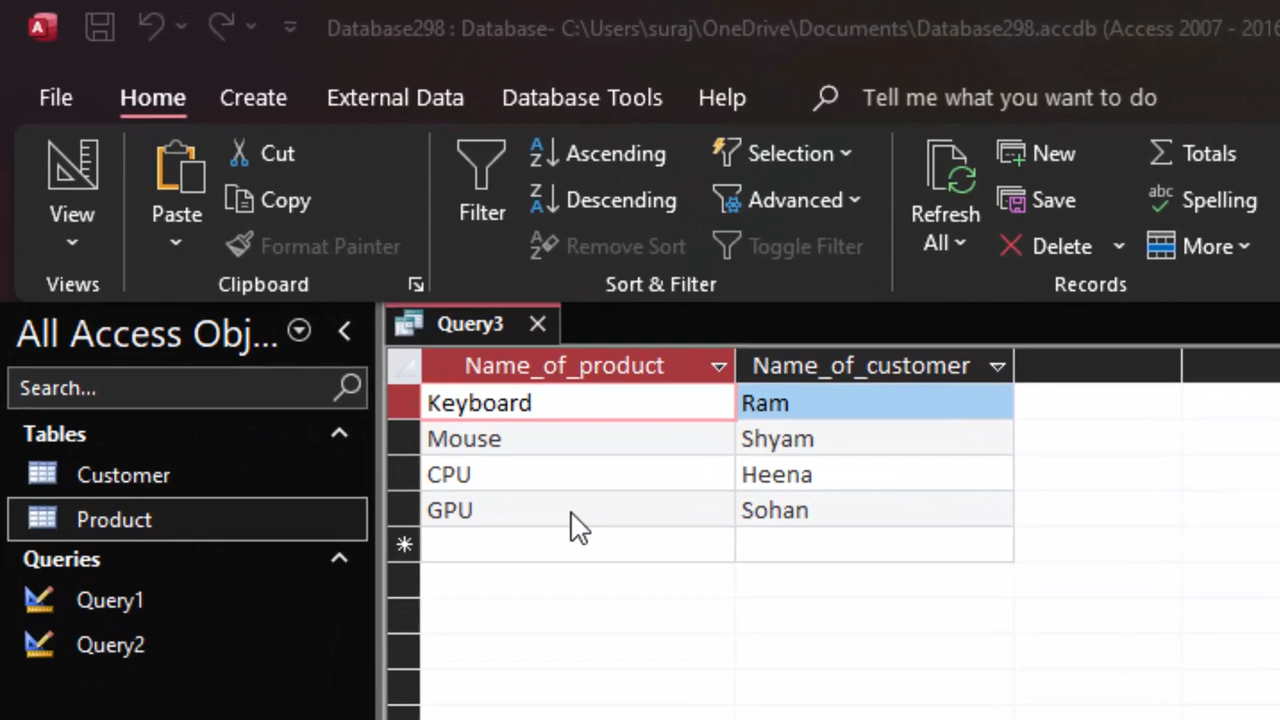 Database298 : Database- C:\Users\suraj\OneDrive\Documents\Database298.accdb (Access 2007 - 2016
File Home Create External Data Database Tools Help Tell me what you want to do
View
Paste
Cut
Copy
Format Painter
Filter
Ascending
Descending
Remove Sort
Selection
Advanced
Toggle Filter
Refresh
All
New
Save
Delete
Totals
Spelling
More
Views Clipboard Sort & Filter Records
All Access Obj...
Search...
Tables
Customer
Product
Queries
Query1
Query2
Query3
Name_of_product Name_of_customer
Keyboard Ram
Mouse Shyam
CPU Heena
GPU Sohan